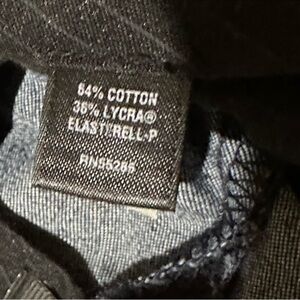 64% COTTON
36% LYCRA®
ELASTERELL-P
RN55285